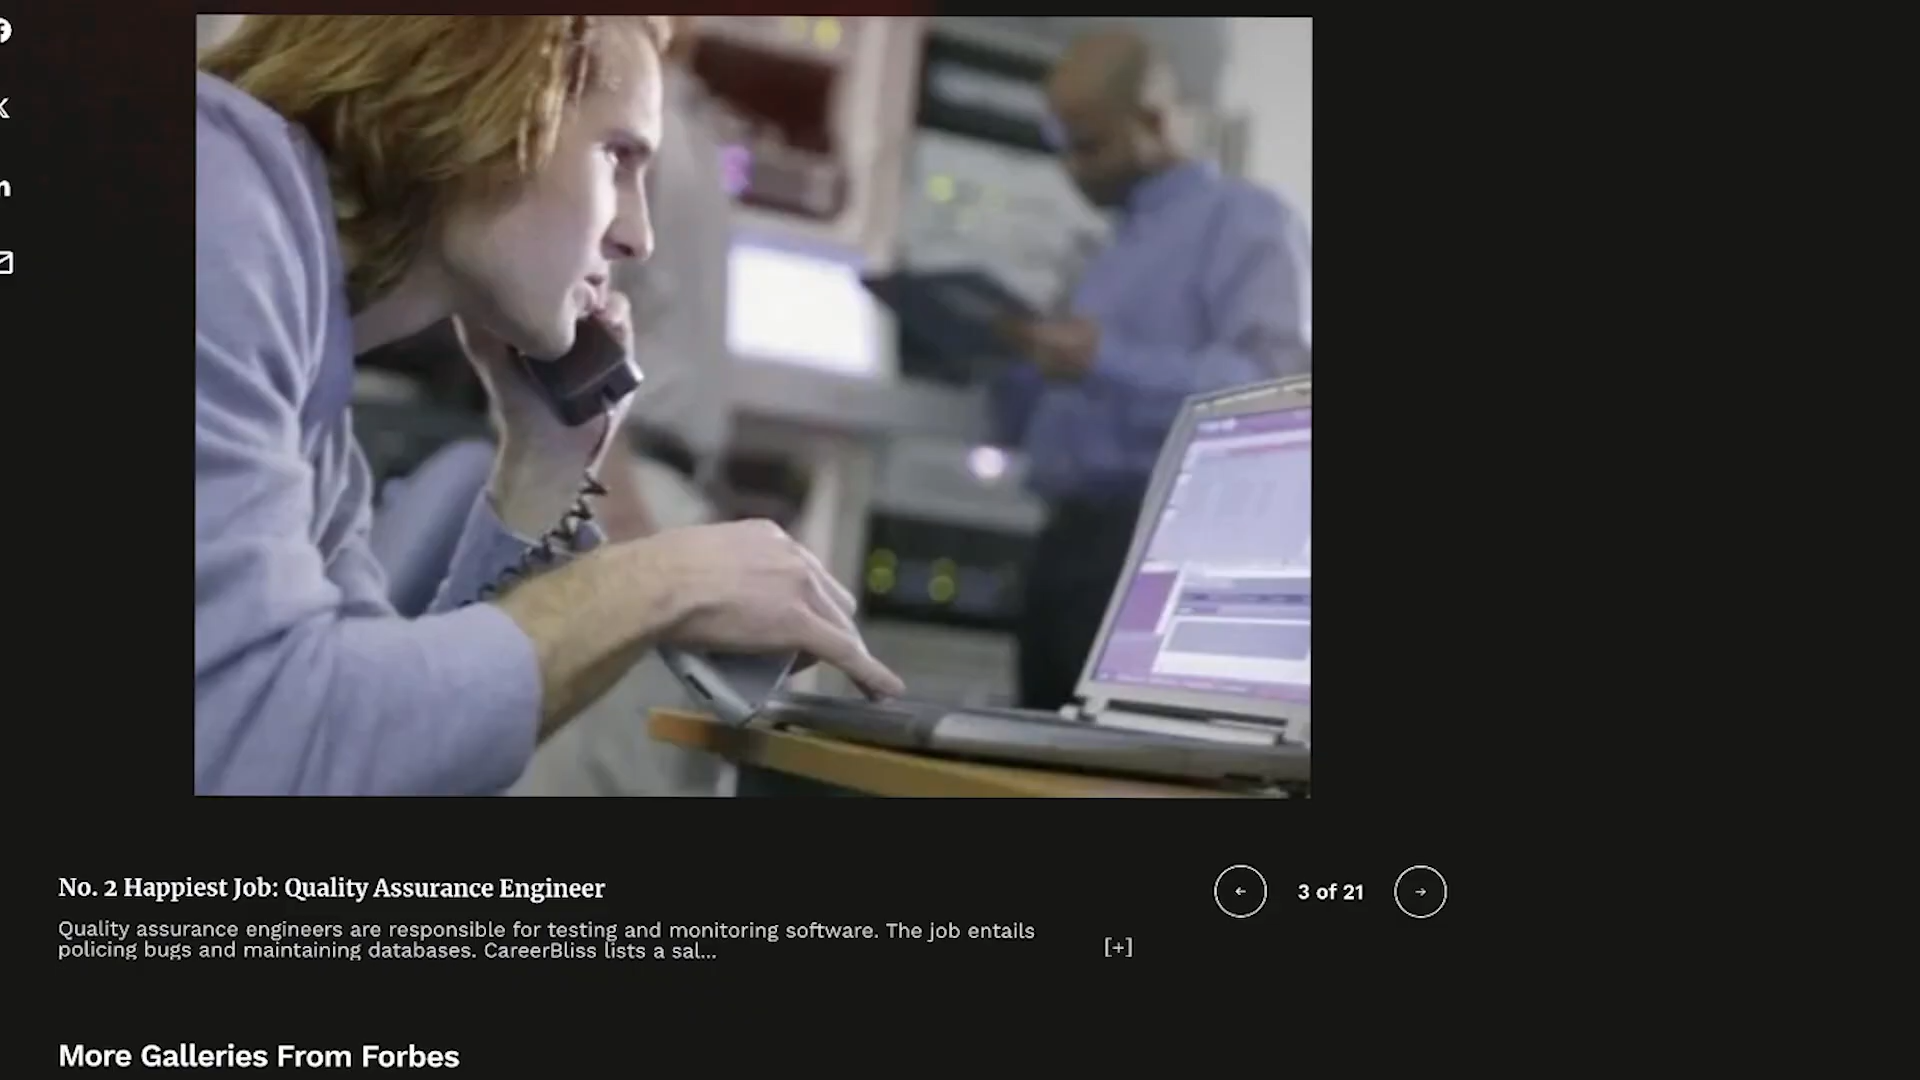 No. 2 Happiest Job: Quality Assurance Engineer
Quality assurance engineers are responsible for testing and monitoring software. The job entails
policing bugs and maintaining databases. CareerBliss lists a sal...
[+]
← 3 of 21 →
More Galleries From Forbes